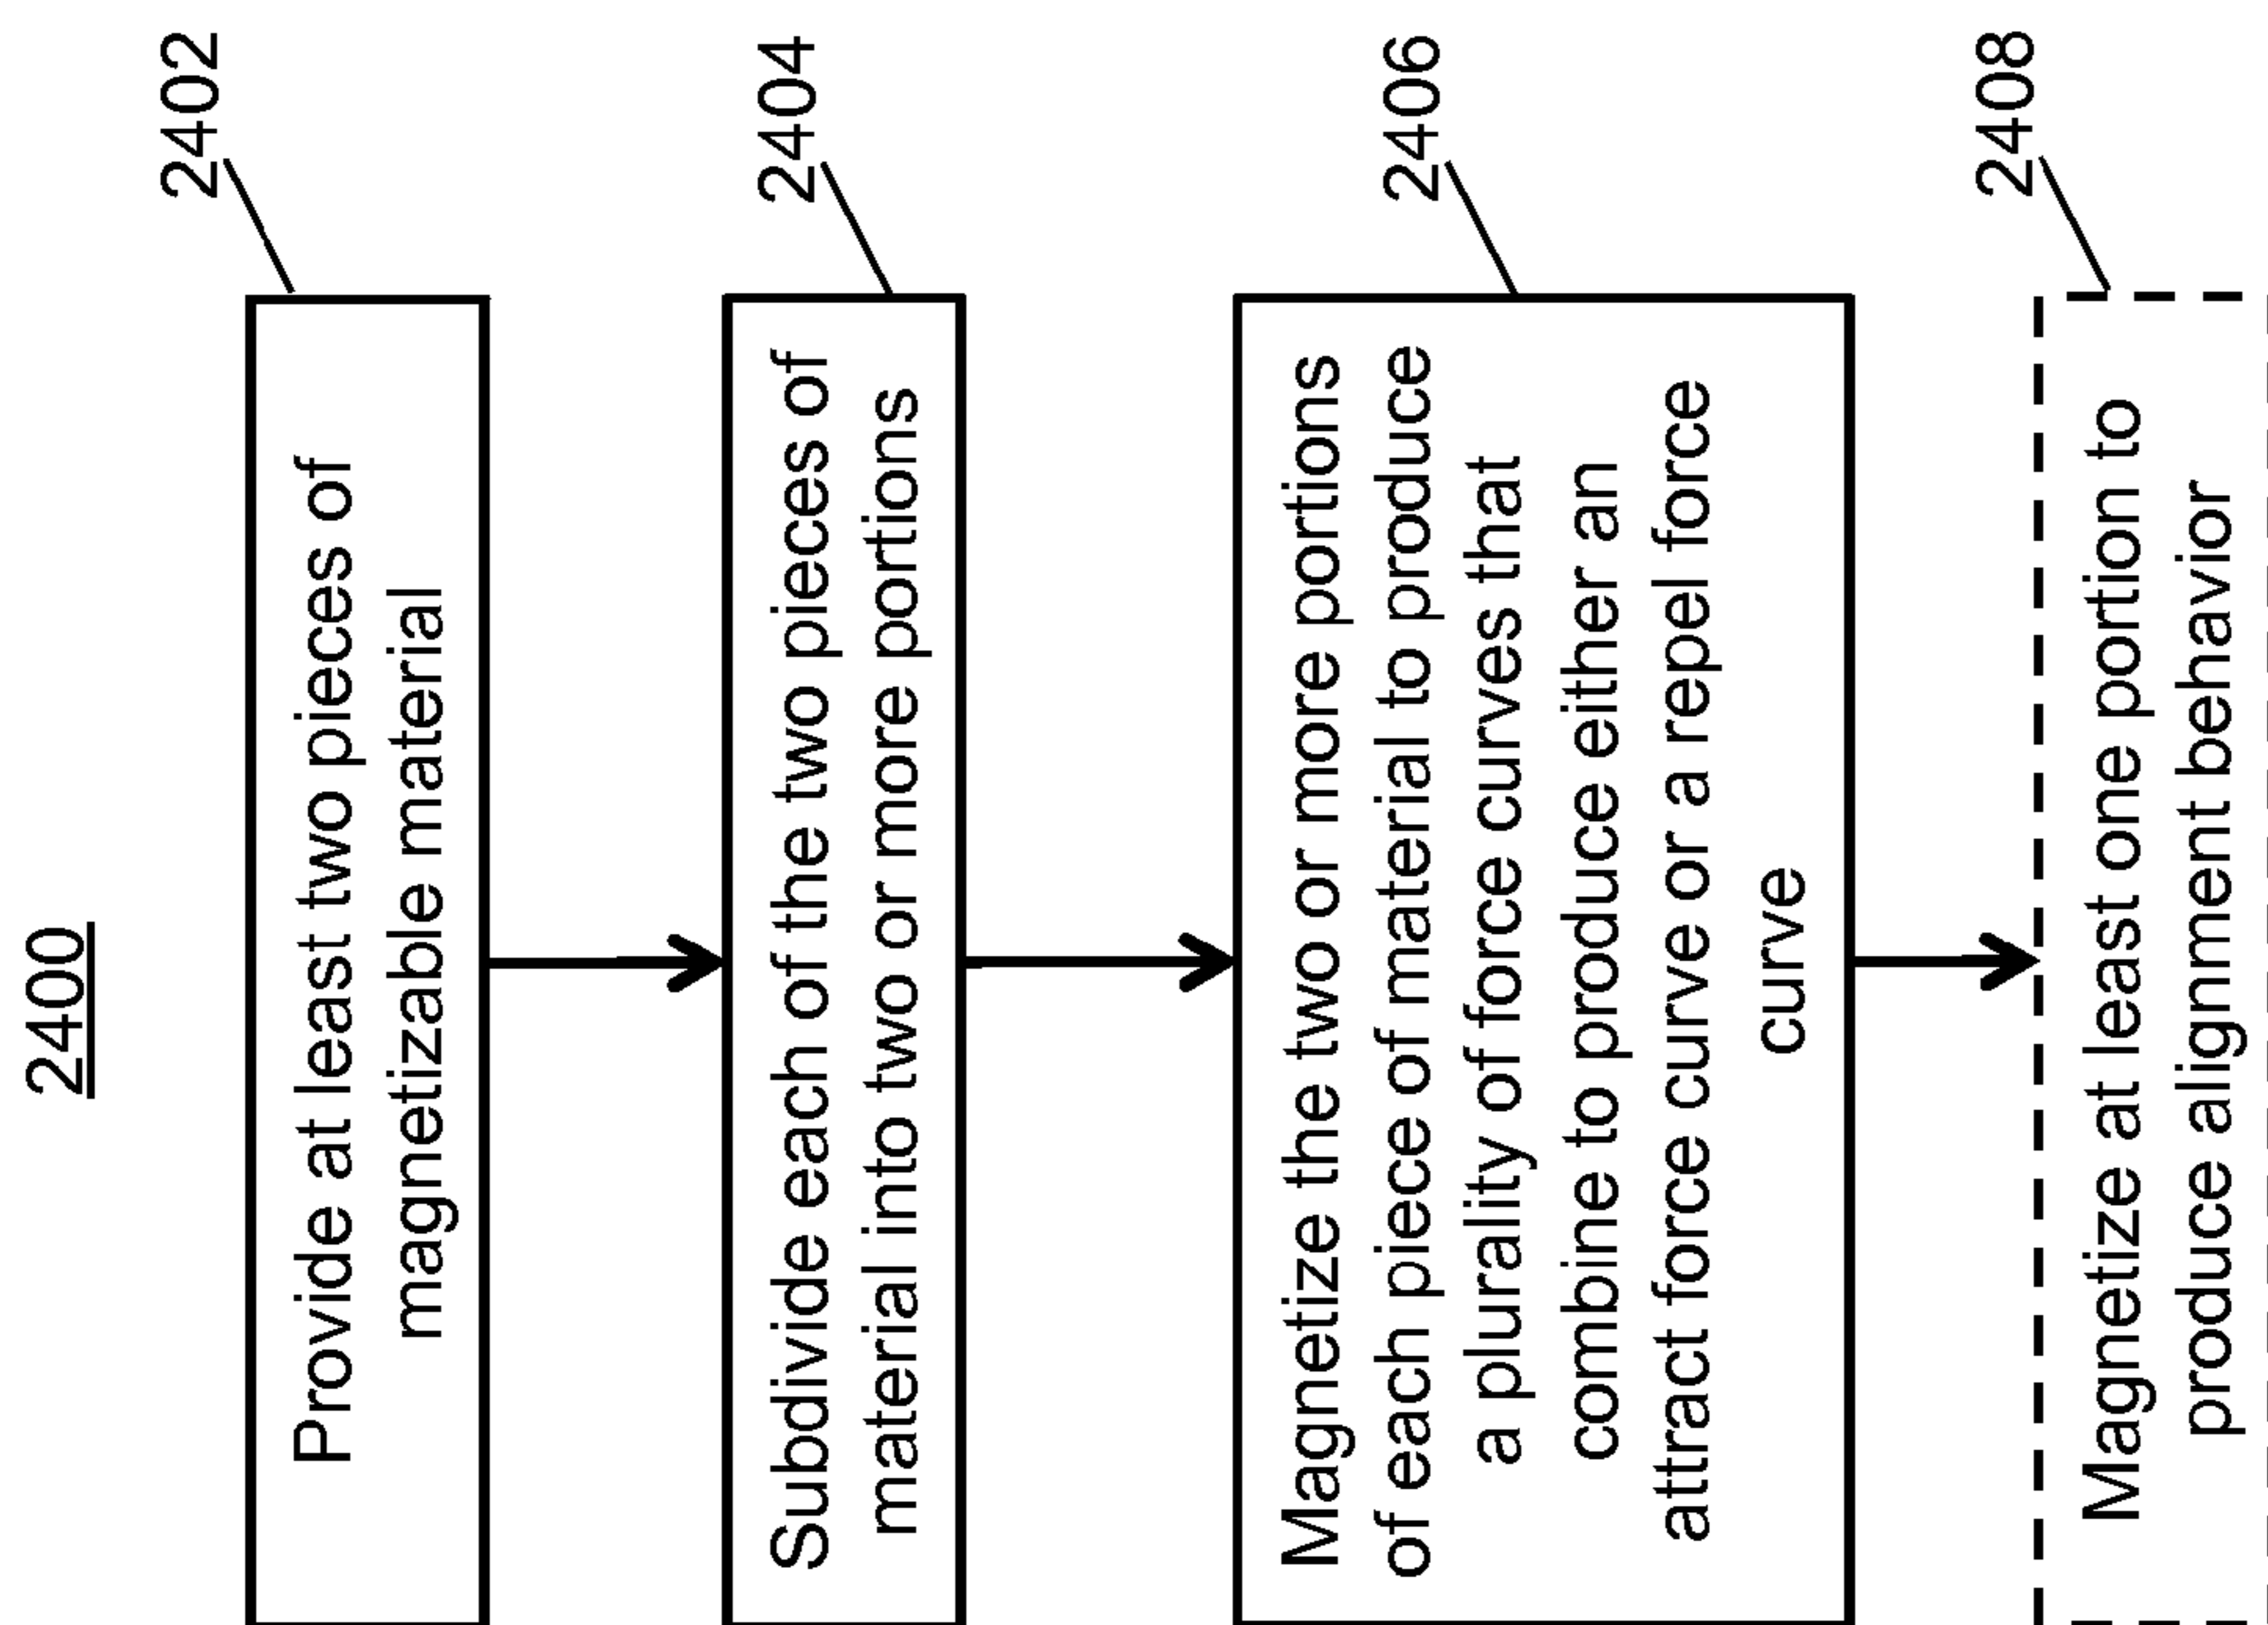 2400
2402
Provide at least two pieces of
magnetizable material
2404
Subdivide each of the two pieces of
material into two or more portions
2406
Magnetize the two or more portions
of each piece of material to produce
a plurality of force curves that
combine to produce either an
attract force curve or a repel force
curve
2408
Magnetize at least one portion to
produce alignment behavior